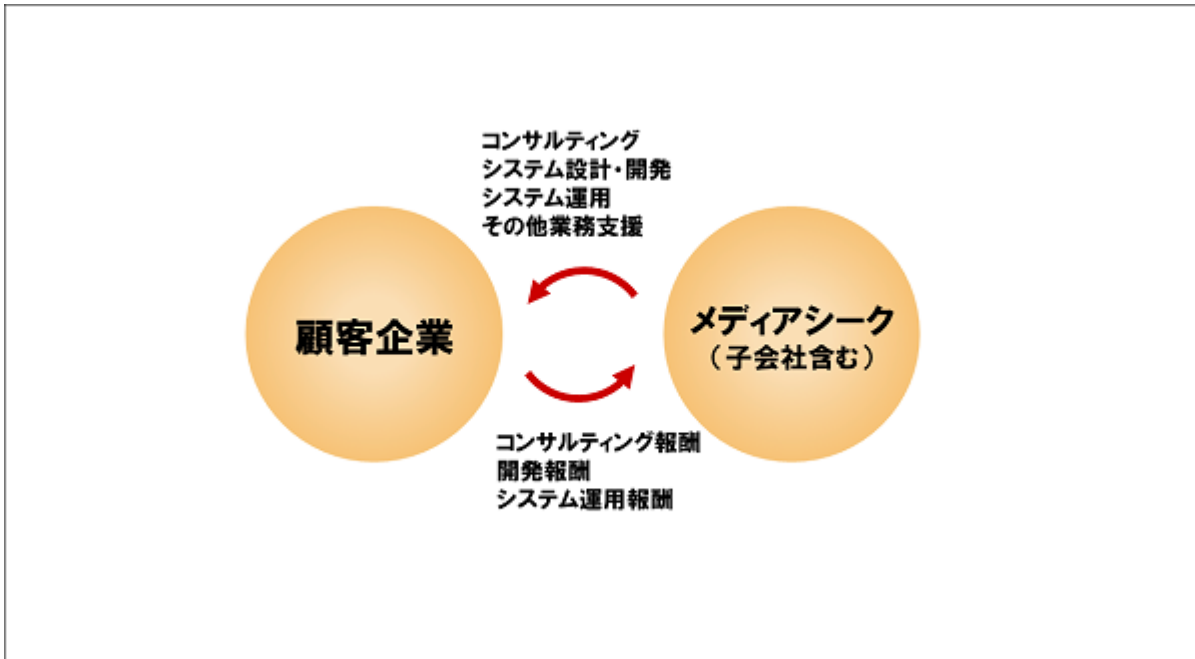 コンサルティング
システム設計・開発
システム運用
その他業務支援
顧客企業
メディアシーク
（子会社含む）
コンサルティング報酬
開発報酬
システム運用報酬